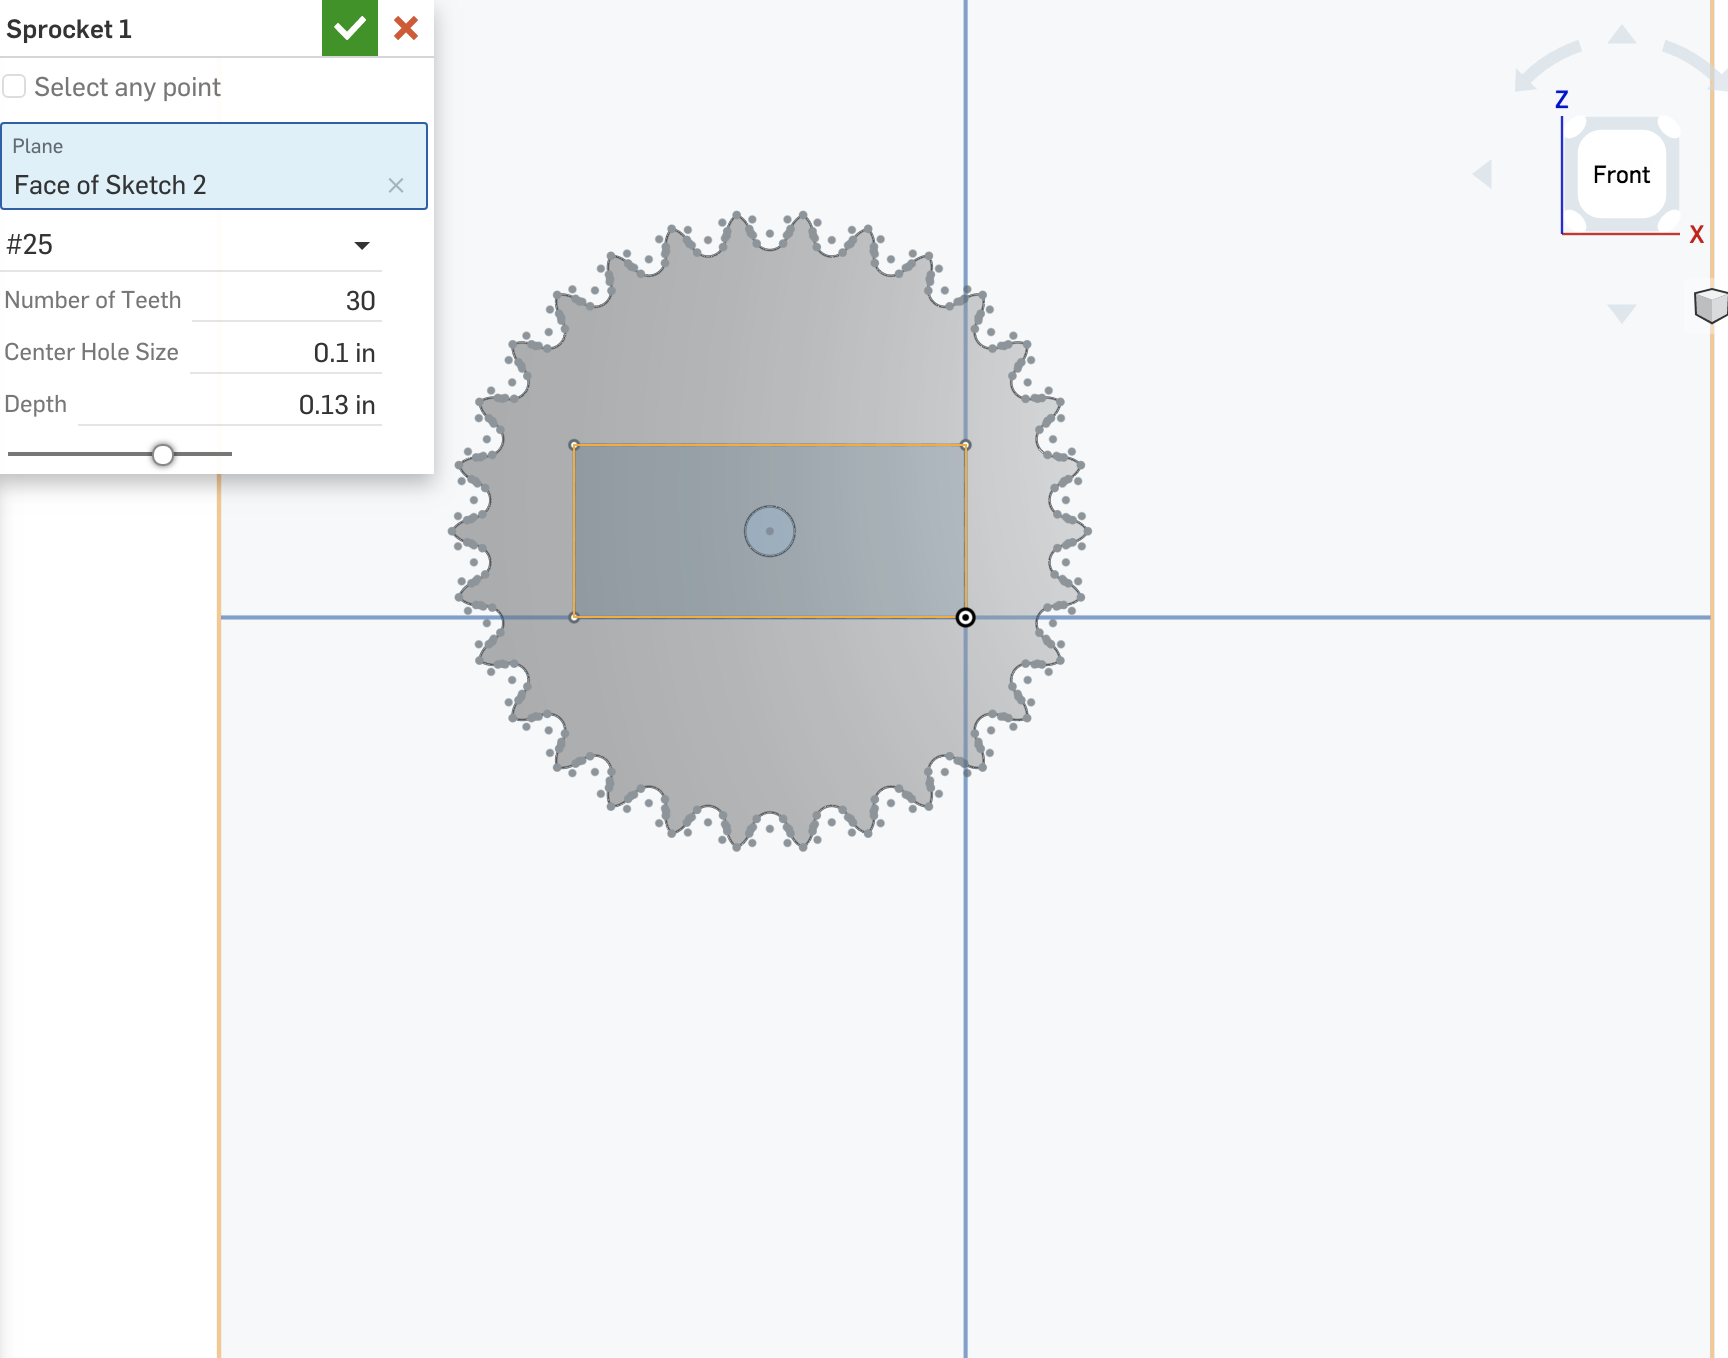 Sprocket 1
Select any point
Plane
Face of Sketch 2
#25
Number of Teeth 30
Center Hole Size 0.1 in
Depth 0.13 in
Z
Front
X